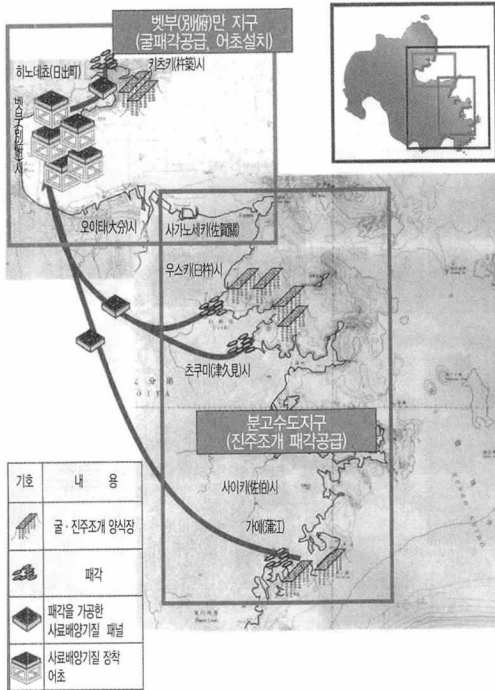 벳부(別俯)만 지구
(굴패각공급, 어초설치)
히노데초(日出町)
키츠키(杵築)시
벳부(別俯)시
오이태(大分)시
사가노세키(佐賀關)
우스키(臼杵)시
츠쿠미(津久見)시
분고수도지구
(진주조개 패각공급)
사이키(佐伯)시
가애(蒲江)
기호 내 용
굴·진주조개 양식장
패각
패각을 가공한
사료배양기질 패널
사료배양기질 장착
어초